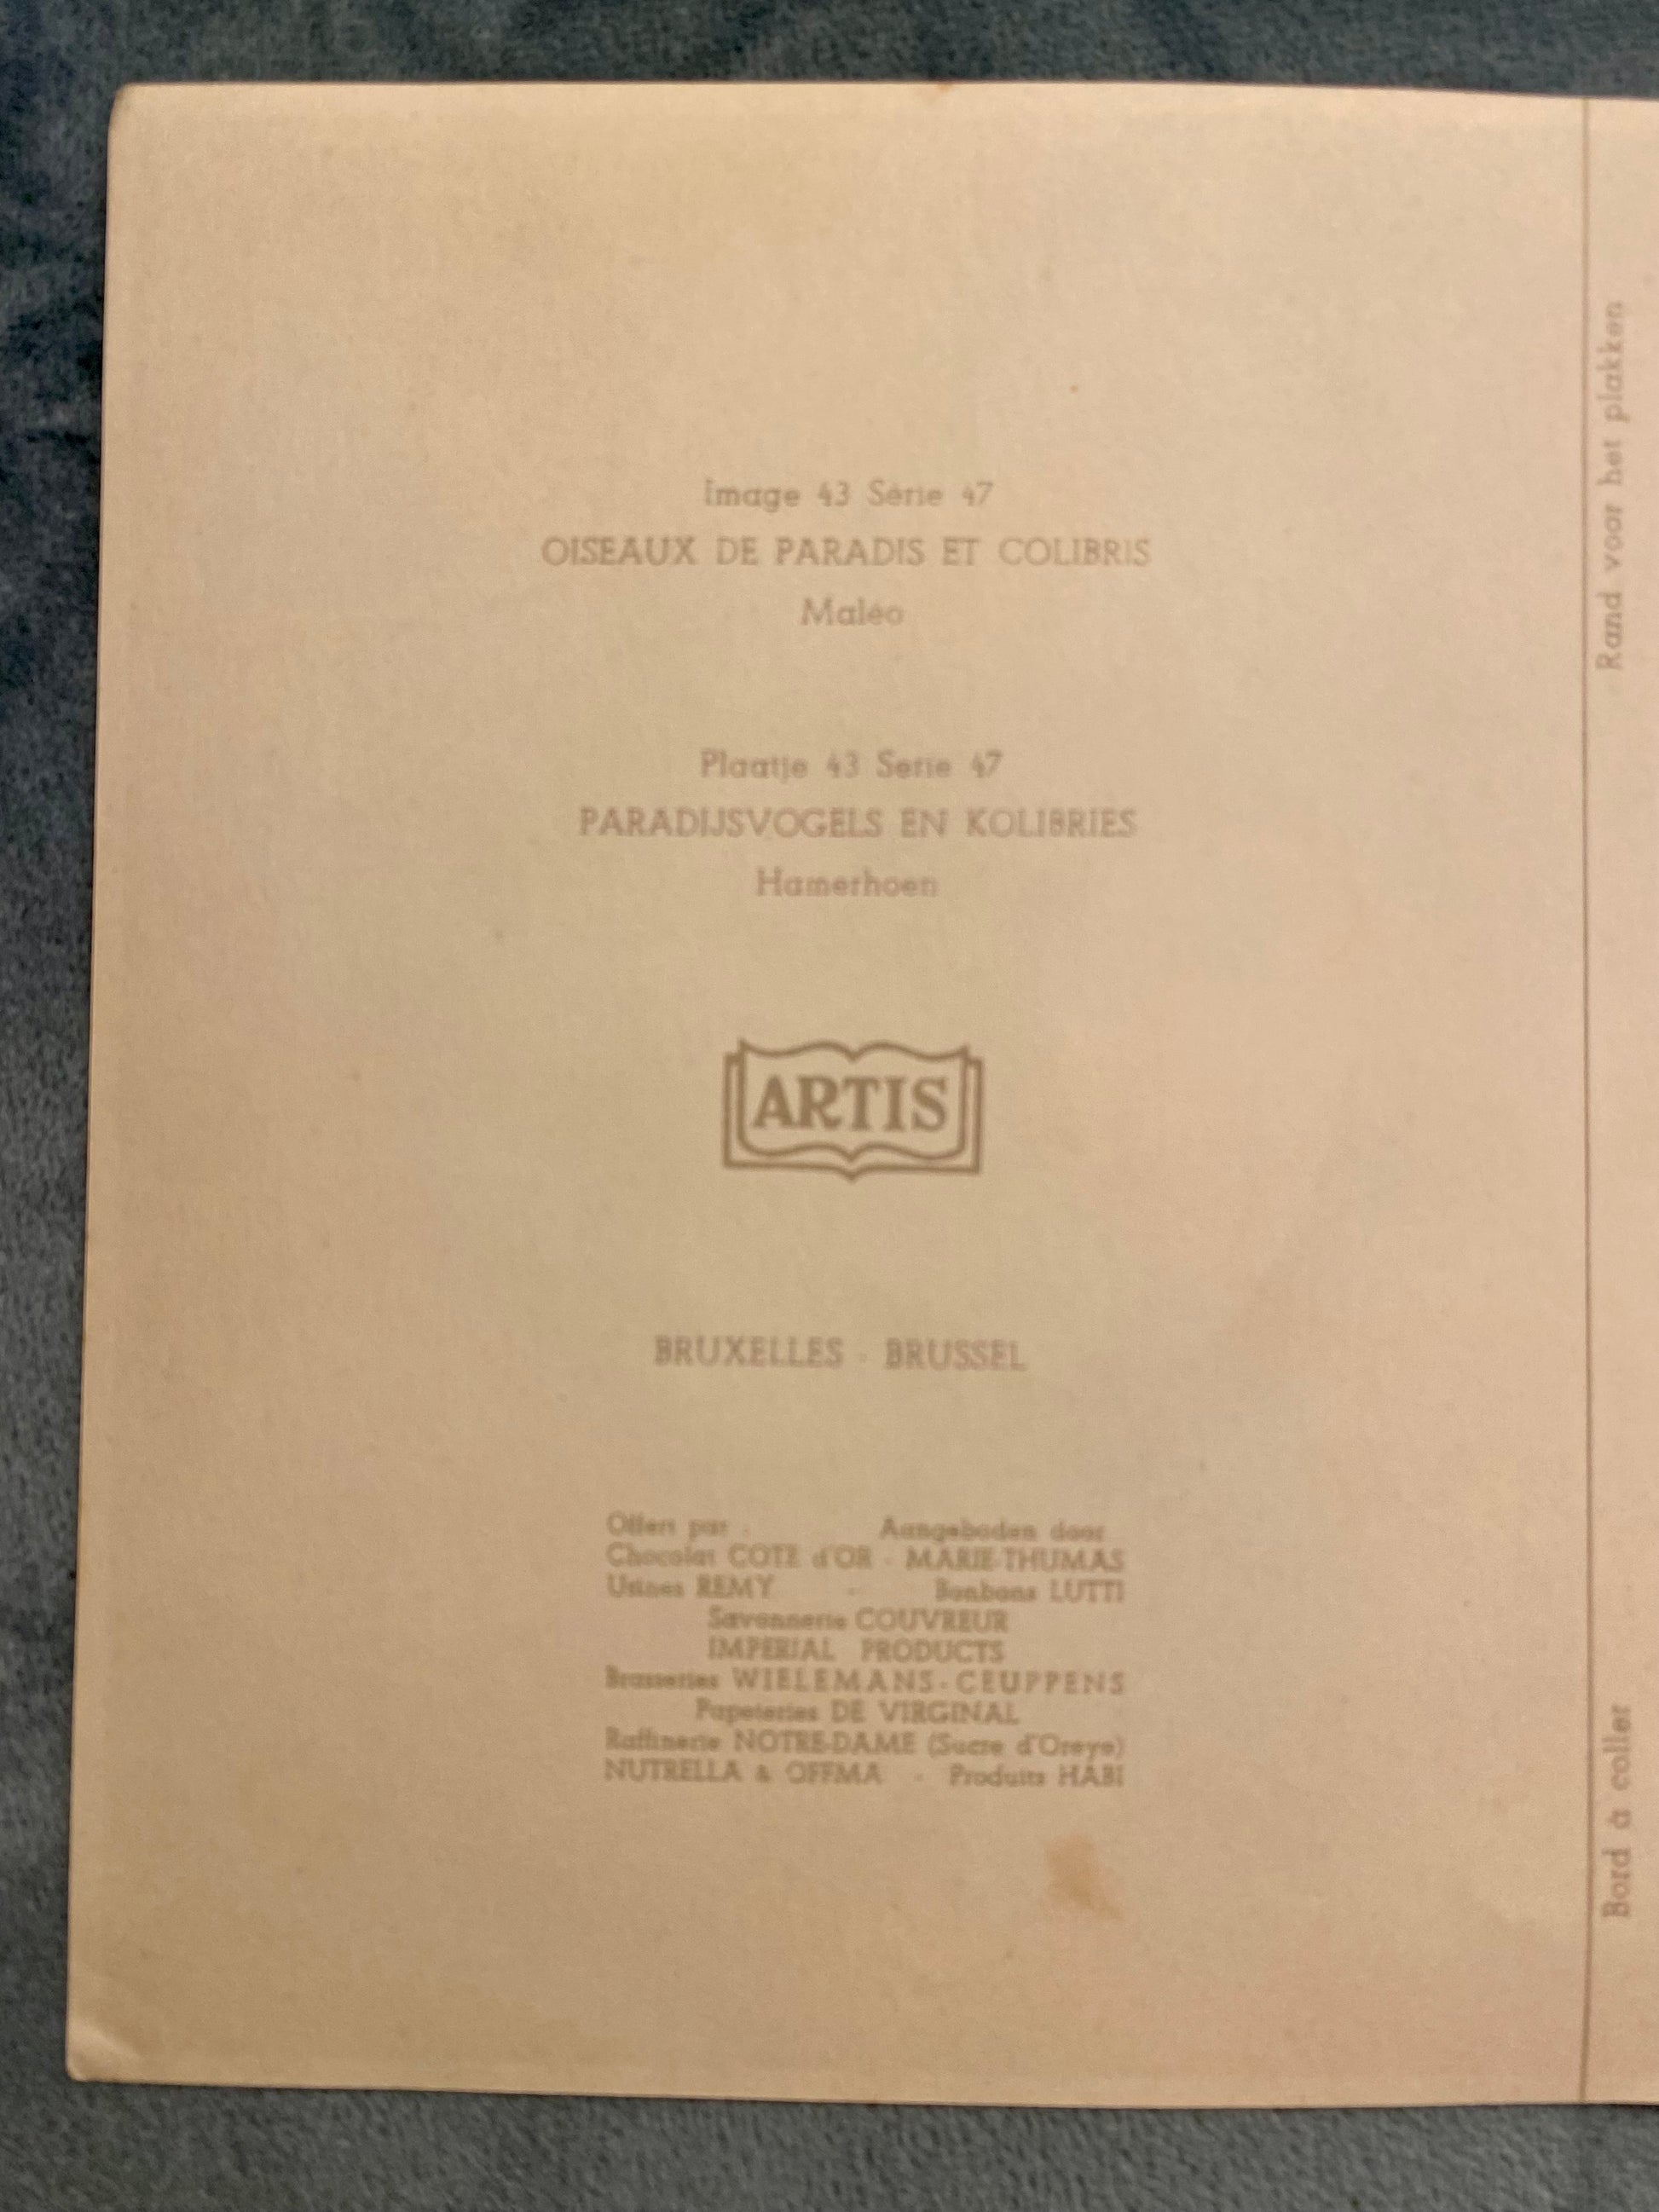 Image 43 Série 47
OISEAUX DE PARADIS ET COLIBRIS
Maléo
Plaatje 43 Serie 47
PARADIJSVOGELS EN KOLIBRIES
Hamerhoen
ARTIS
BRUXELLES - BRUSSEL
Offert par - Aangeboden door
Chocolat COTE d'OR - MARIE-THUMAS
Usines REMY - Bonbons LUTTI
Savonnerie COUVREUR
IMPERIAL PRODUCTS
Brasseries WIELEMANS-CEUPPENS
Papeteries DE VIRGINAL
Raffinerie NOTRE-DAME (Sucre d'Oreye)
NUTRELLA & OFFMA - Produits HABI
Rand voor het plakken
Bord à coller